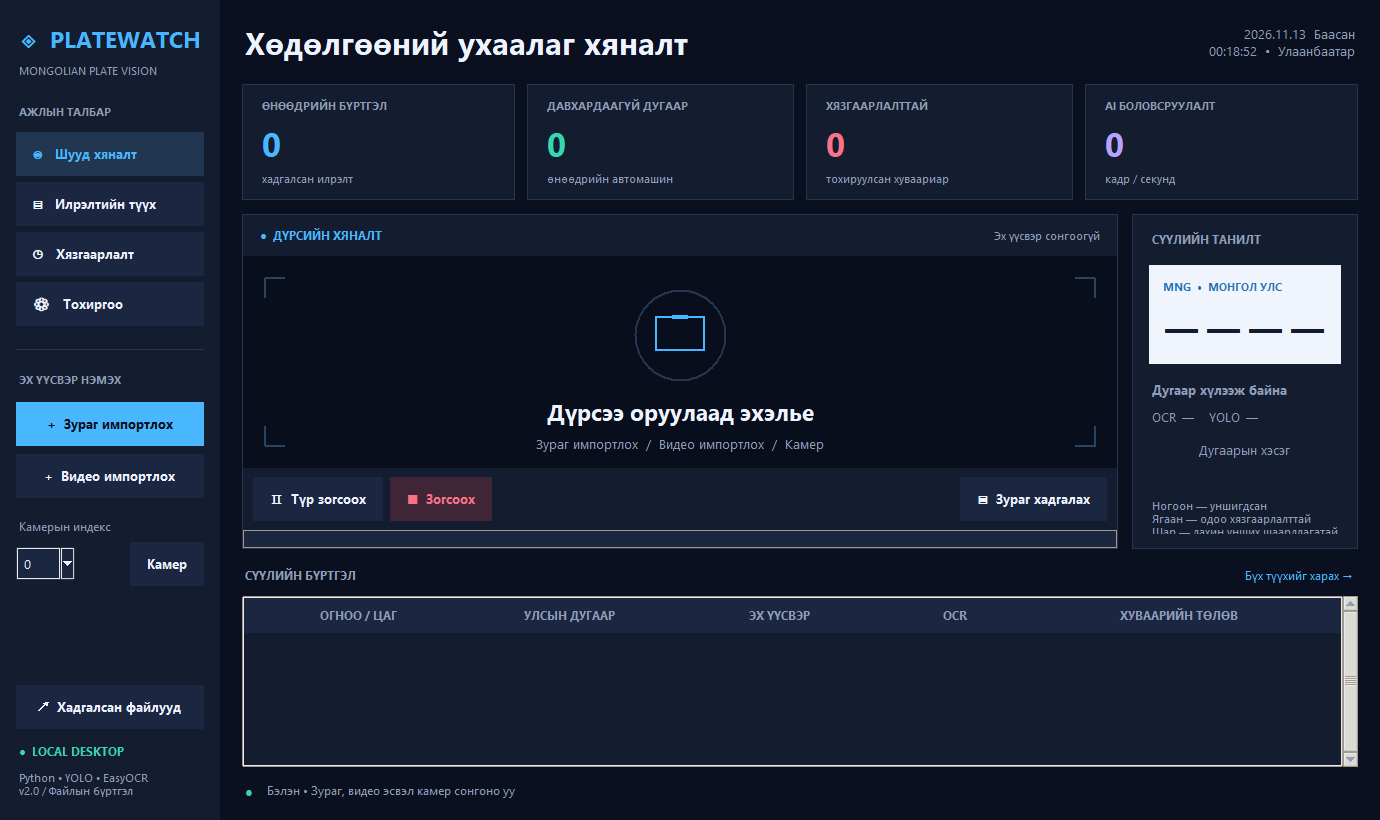 PLATEWATCH
MONGOLIAN PLATE VISION
АЖЛЫН ТАЛБАР
Шууд хяналт
Илрэлтийн түүх
Хязгаарлалт
Тохиргоо
ЭХ ҮҮСВЭР НЭМЭХ
+ Зураг импортлох
+ Видео импортлох
Камерын индекс
0
Камер
Хадгалсан файлууд
• LOCAL DESKTOP
Python • YOLO • EasyOCR
v2.0 / Файлын бүртгэл
Хөдөлгөөний ухаалаг хяналт
2026.11.13 Баасан
00:18:52 • Улаанбаатар
ӨНӨӨДРИЙН БҮРТГЭЛ
0
хадгалсан илрэлт
ДАВХАРДААГҮЙ ДУГААР
0
өнөөдрийн автомашин
ХЯЗГААРЛАЛТТАЙ
0
тохируулсан хуваариар
AI БОЛОВСРУУЛАЛТ
0
кадр / секунд
• ДҮРСИЙН ХЯНАЛТ
Эх үүсвэр сонгоогүй
Дүрсээ оруулаад эхэлье
Зураг импортлох / Видео импортлох / Камер
Түр зогсоох
Зогсоох
Зураг хадгалах
СҮҮЛИЙН ТАНИЛТ
MNG • МОНГОЛ УЛС
— — — —
Дугаар хүлээж байна
OCR — YOLO —
Дугаарын хэсэг
Ногоон — уншигдсан
Ягаан — одоо хязгаарлалттай
Шар — дахин унших шаардлагатай
СҮҮЛИЙН БҮРТГЭЛ
Бүх түүхийг харах →
ОГНОО / ЦАГ
УЛСЫН ДУГААР
ЭХ ҮҮСВЭР
OCR
ХУВААРИЙН ТӨЛӨВ
• Бэлэн • Зураг, видео эсвэл камер сонгоно уу